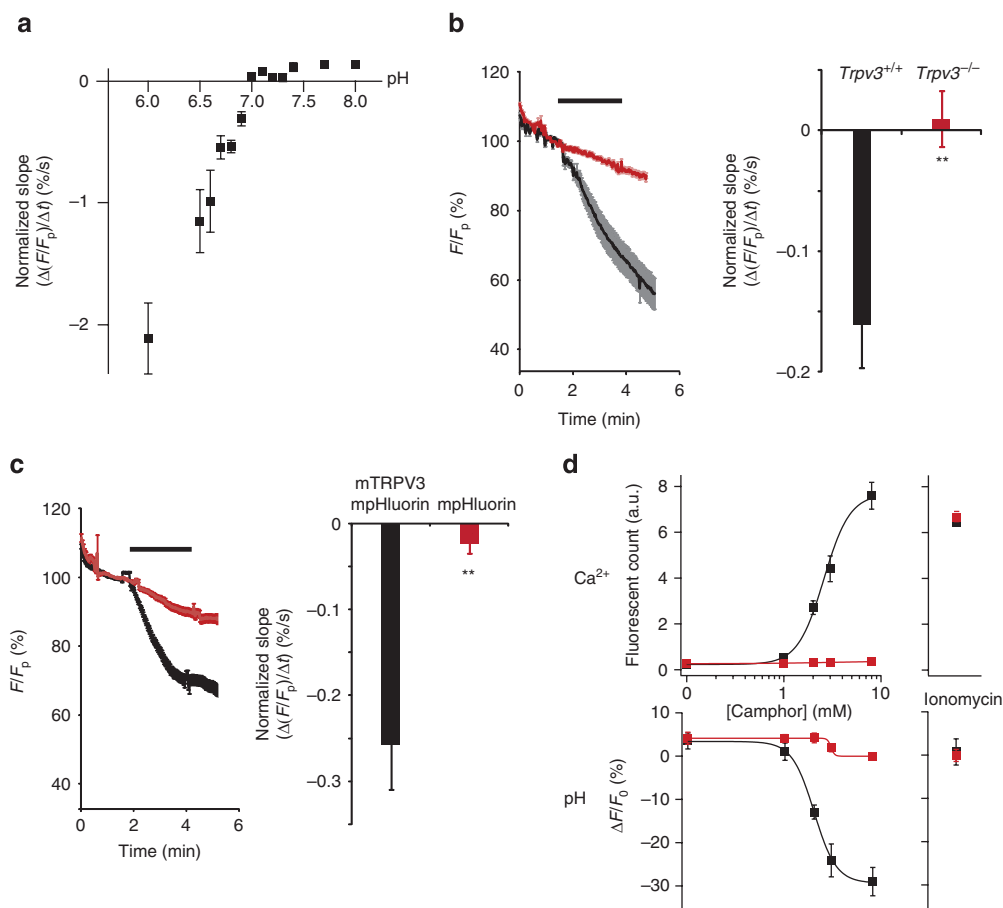 a
pH
0
6.0 6.5 7.0 7.5 8.0
–1
–2
Normalized slope
(Δ(F/Fp)/Δt) (%/s)
b
120
100
80
60
40
F/Fp (%)
0 2 4 6
Time (min)
Trpv3+/+ Trpv3−/−
0
–0.1
–0.2
**
Normalized slope
(Δ(F/Fp)/Δt) (%/s)
c
120
100
80
60
40
F/Fp (%)
0 2 4 6
Time (min)
mTRPV3
mpHluorin mpHluorin
0
–0.1
–0.2
–0.3
**
Normalized slope
(Δ(F/Fp)/Δt) (%/s)
d
Ca2+
Fluorescent count (a.u.)
8
6
4
2
0
0 1 10
[Camphor] (mM)
Ionomycin
pH
ΔF/F0 (%)
10
0
–10
–20
–30